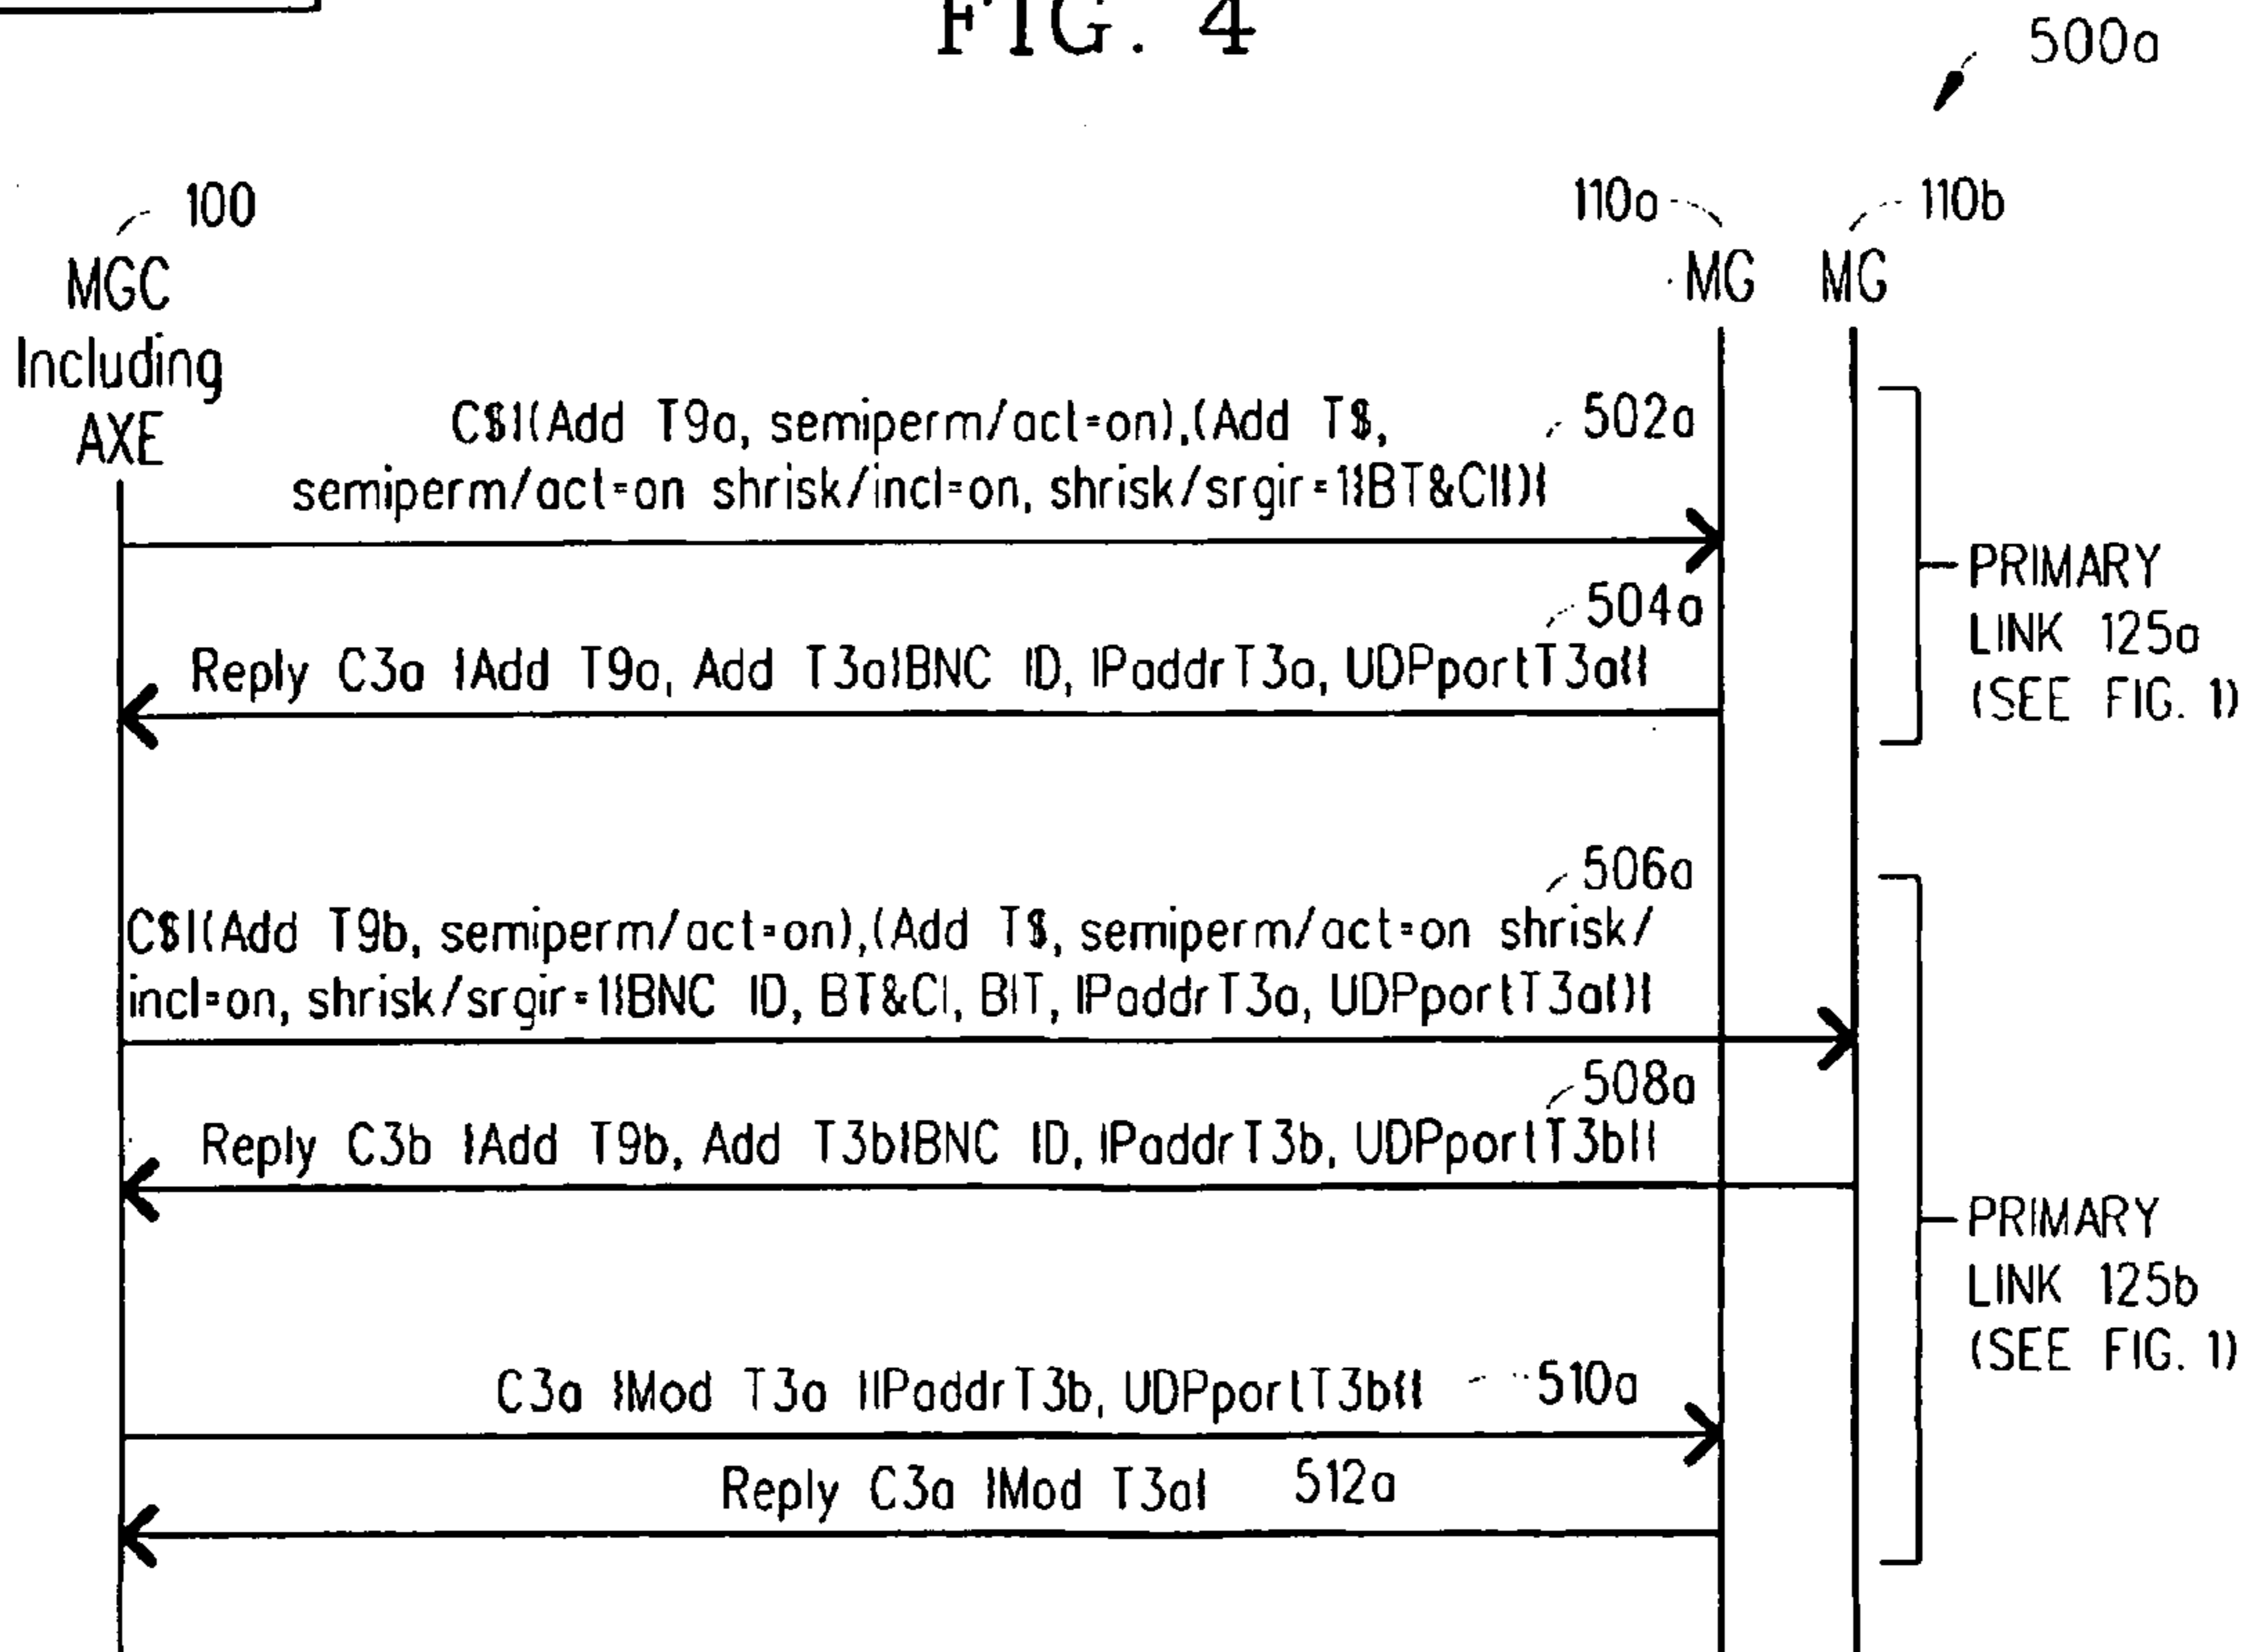 FIG. 4
500a
100
MGC
Including
AXE
110a
MG
110b
MG
C$I(Add T9a, semiperm/act=on),(Add T$,
502a
semiperm/act=on shrisk/incl=on, shrisk/srgir=1{BT&CI})}
504a
Reply C3a {Add T9a, Add T3a{BNC ID, IPaddrT3a, UDPportT3a}}
PRIMARY
LINK 125a
(SEE FIG. 1)
506a
C$I(Add T9b, semiperm/act=on),(Add T$, semiperm/act=on shrisk/
incl=on, shrisk/srgir=1{BNC ID, BT&CI, BIT, IPaddrT3a, UDPportT3a})}
508a
Reply C3b {Add T9b, Add T3b{BNC ID, IPaddrT3b, UDPportT3b}}
PRIMARY
LINK 125b
(SEE FIG. 1)
C3a {Mod T3a {IPaddrT3b, UDPportT3b}}
510a
Reply C3a {Mod T3a}
512a